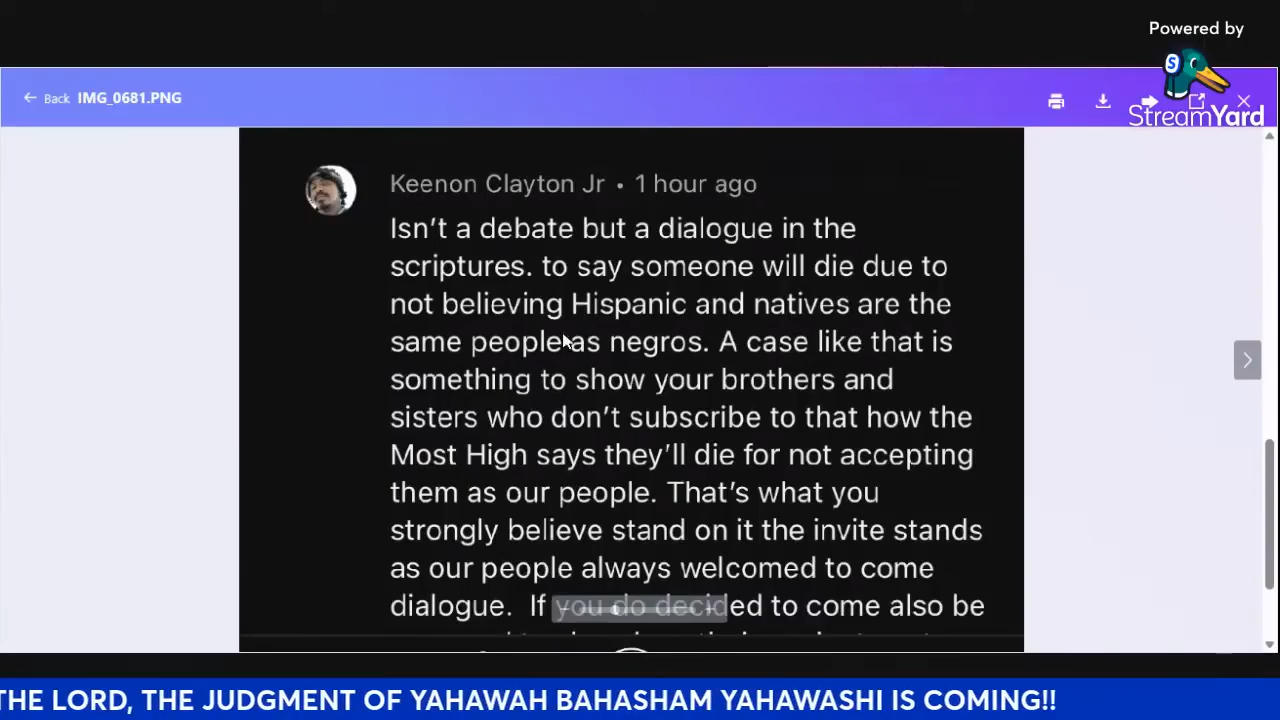 Powered by
StreamYard
Back IMG_0681.PNG
Keenon Clayton Jr • 1 hour ago
Isn't a debate but a dialogue in the
scriptures. to say someone will die due to
not believing Hispanic and natives are the
same people as negros. A case like that is
something to show your brothers and
sisters who don't subscribe to that how the
Most High says they'll die for not accepting
them as our people. That's what you
strongly believe stand on it the invite stands
as our people always welcomed to come
dialogue. If you do decided to come also be
THE LORD, THE JUDGMENT OF YAHAWAH BAHASHAM YAHAWASHI IS COMING!!